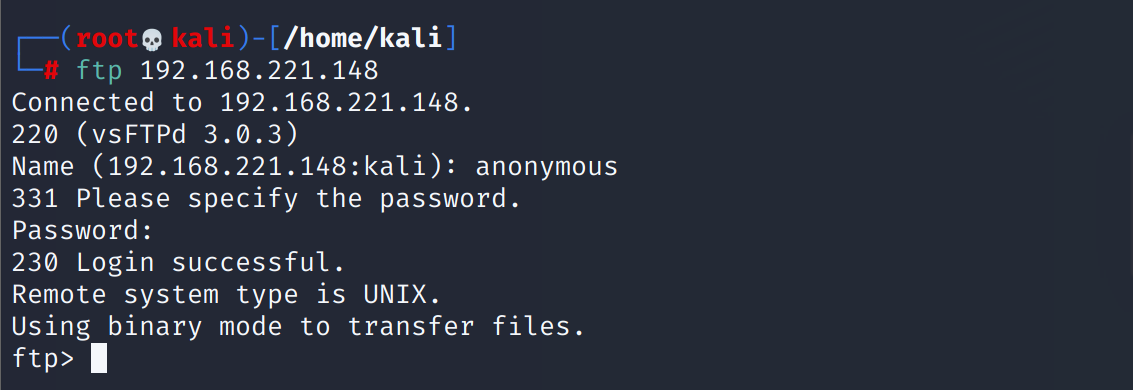 ┌──(root💀kali)-[/home/kali]
└─# ftp 192.168.221.148
Connected to 192.168.221.148.
220 (vsFTPd 3.0.3)
Name (192.168.221.148:kali): anonymous
331 Please specify the password.
Password:
230 Login successful.
Remote system type is UNIX.
Using binary mode to transfer files.
ftp>